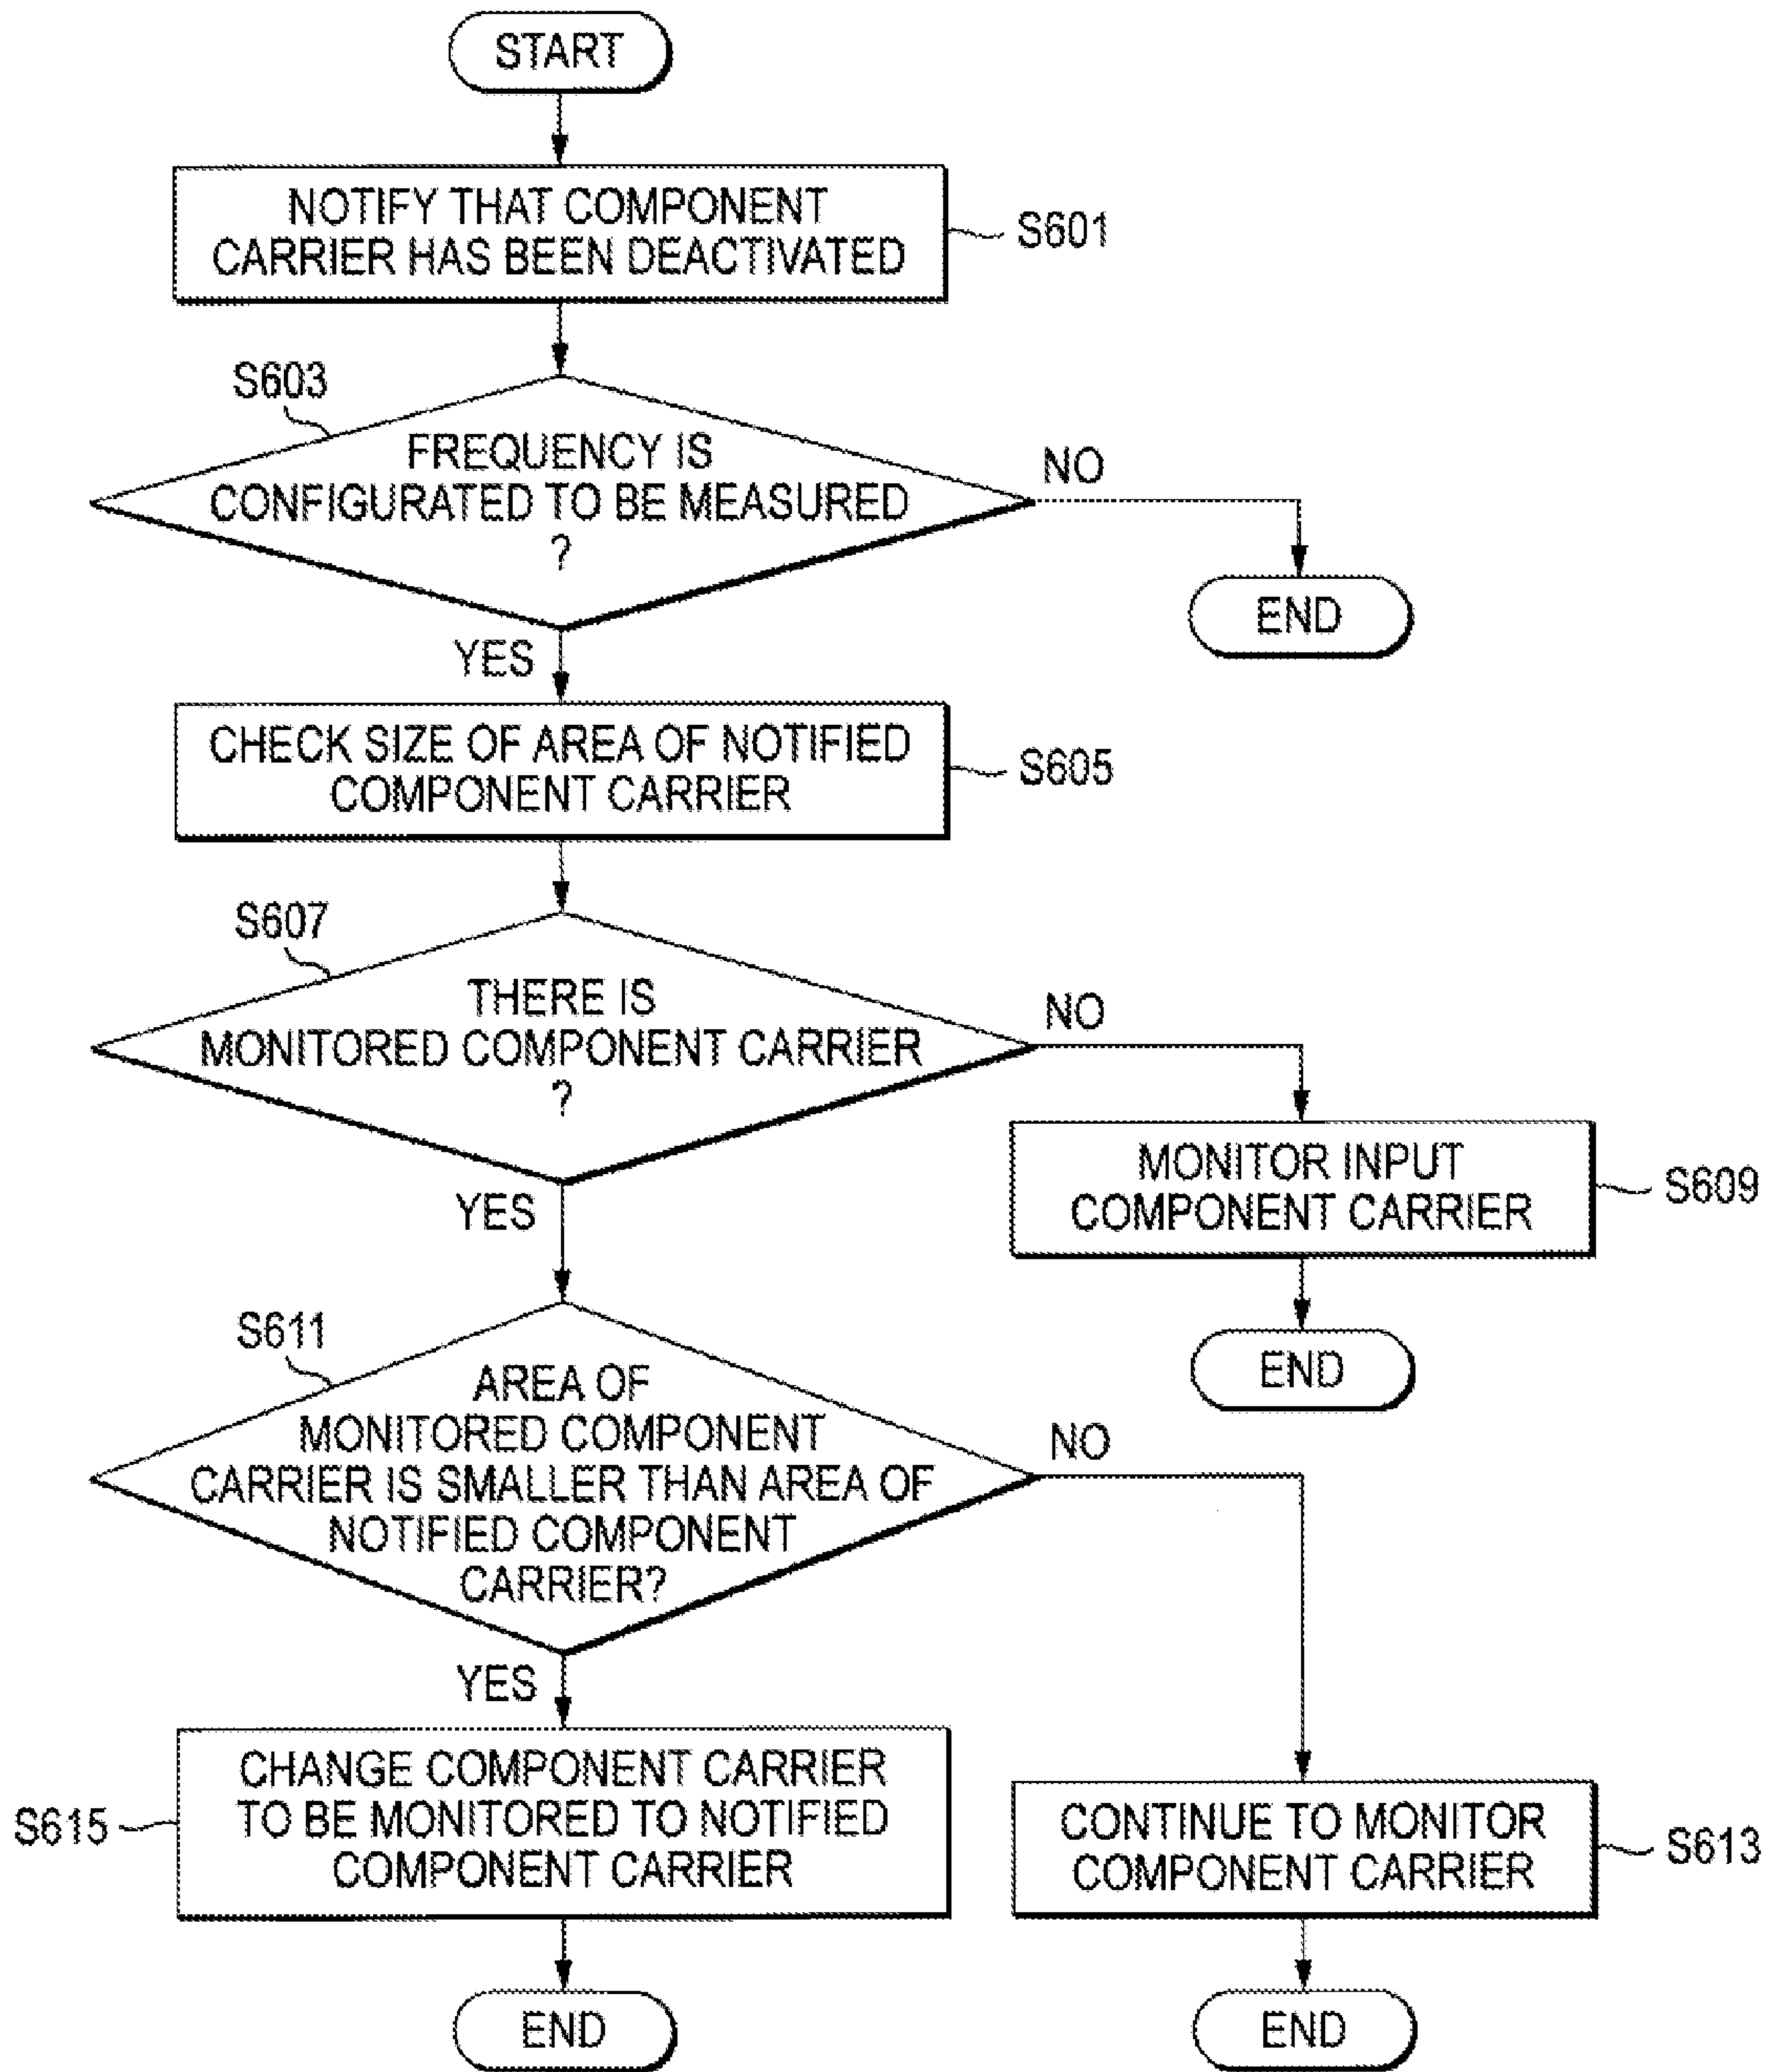 START
NOTIFY THAT COMPONENT
CARRIER HAS BEEN DEACTIVATED
S601
S603
FREQUENCY IS
CONFIGURATED TO BE MEASURED
?
NO
END
YES
CHECK SIZE OF AREA OF NOTIFIED
COMPONENT CARRIER
S605
S607
THERE IS
MONITORED COMPONENT CARRIER
?
NO
MONITOR INPUT
COMPONENT CARRIER
S609
END
YES
S611
AREA OF
MONITORED COMPONENT
CARRIER IS SMALLER THAN AREA OF
NOTIFIED COMPONENT
CARRIER?
NO
YES
CHANGE COMPONENT CARRIER
TO BE MONITORED TO NOTIFIED
COMPONENT CARRIER
S615
CONTINUE TO MONITOR
COMPONENT CARRIER
S613
END
END